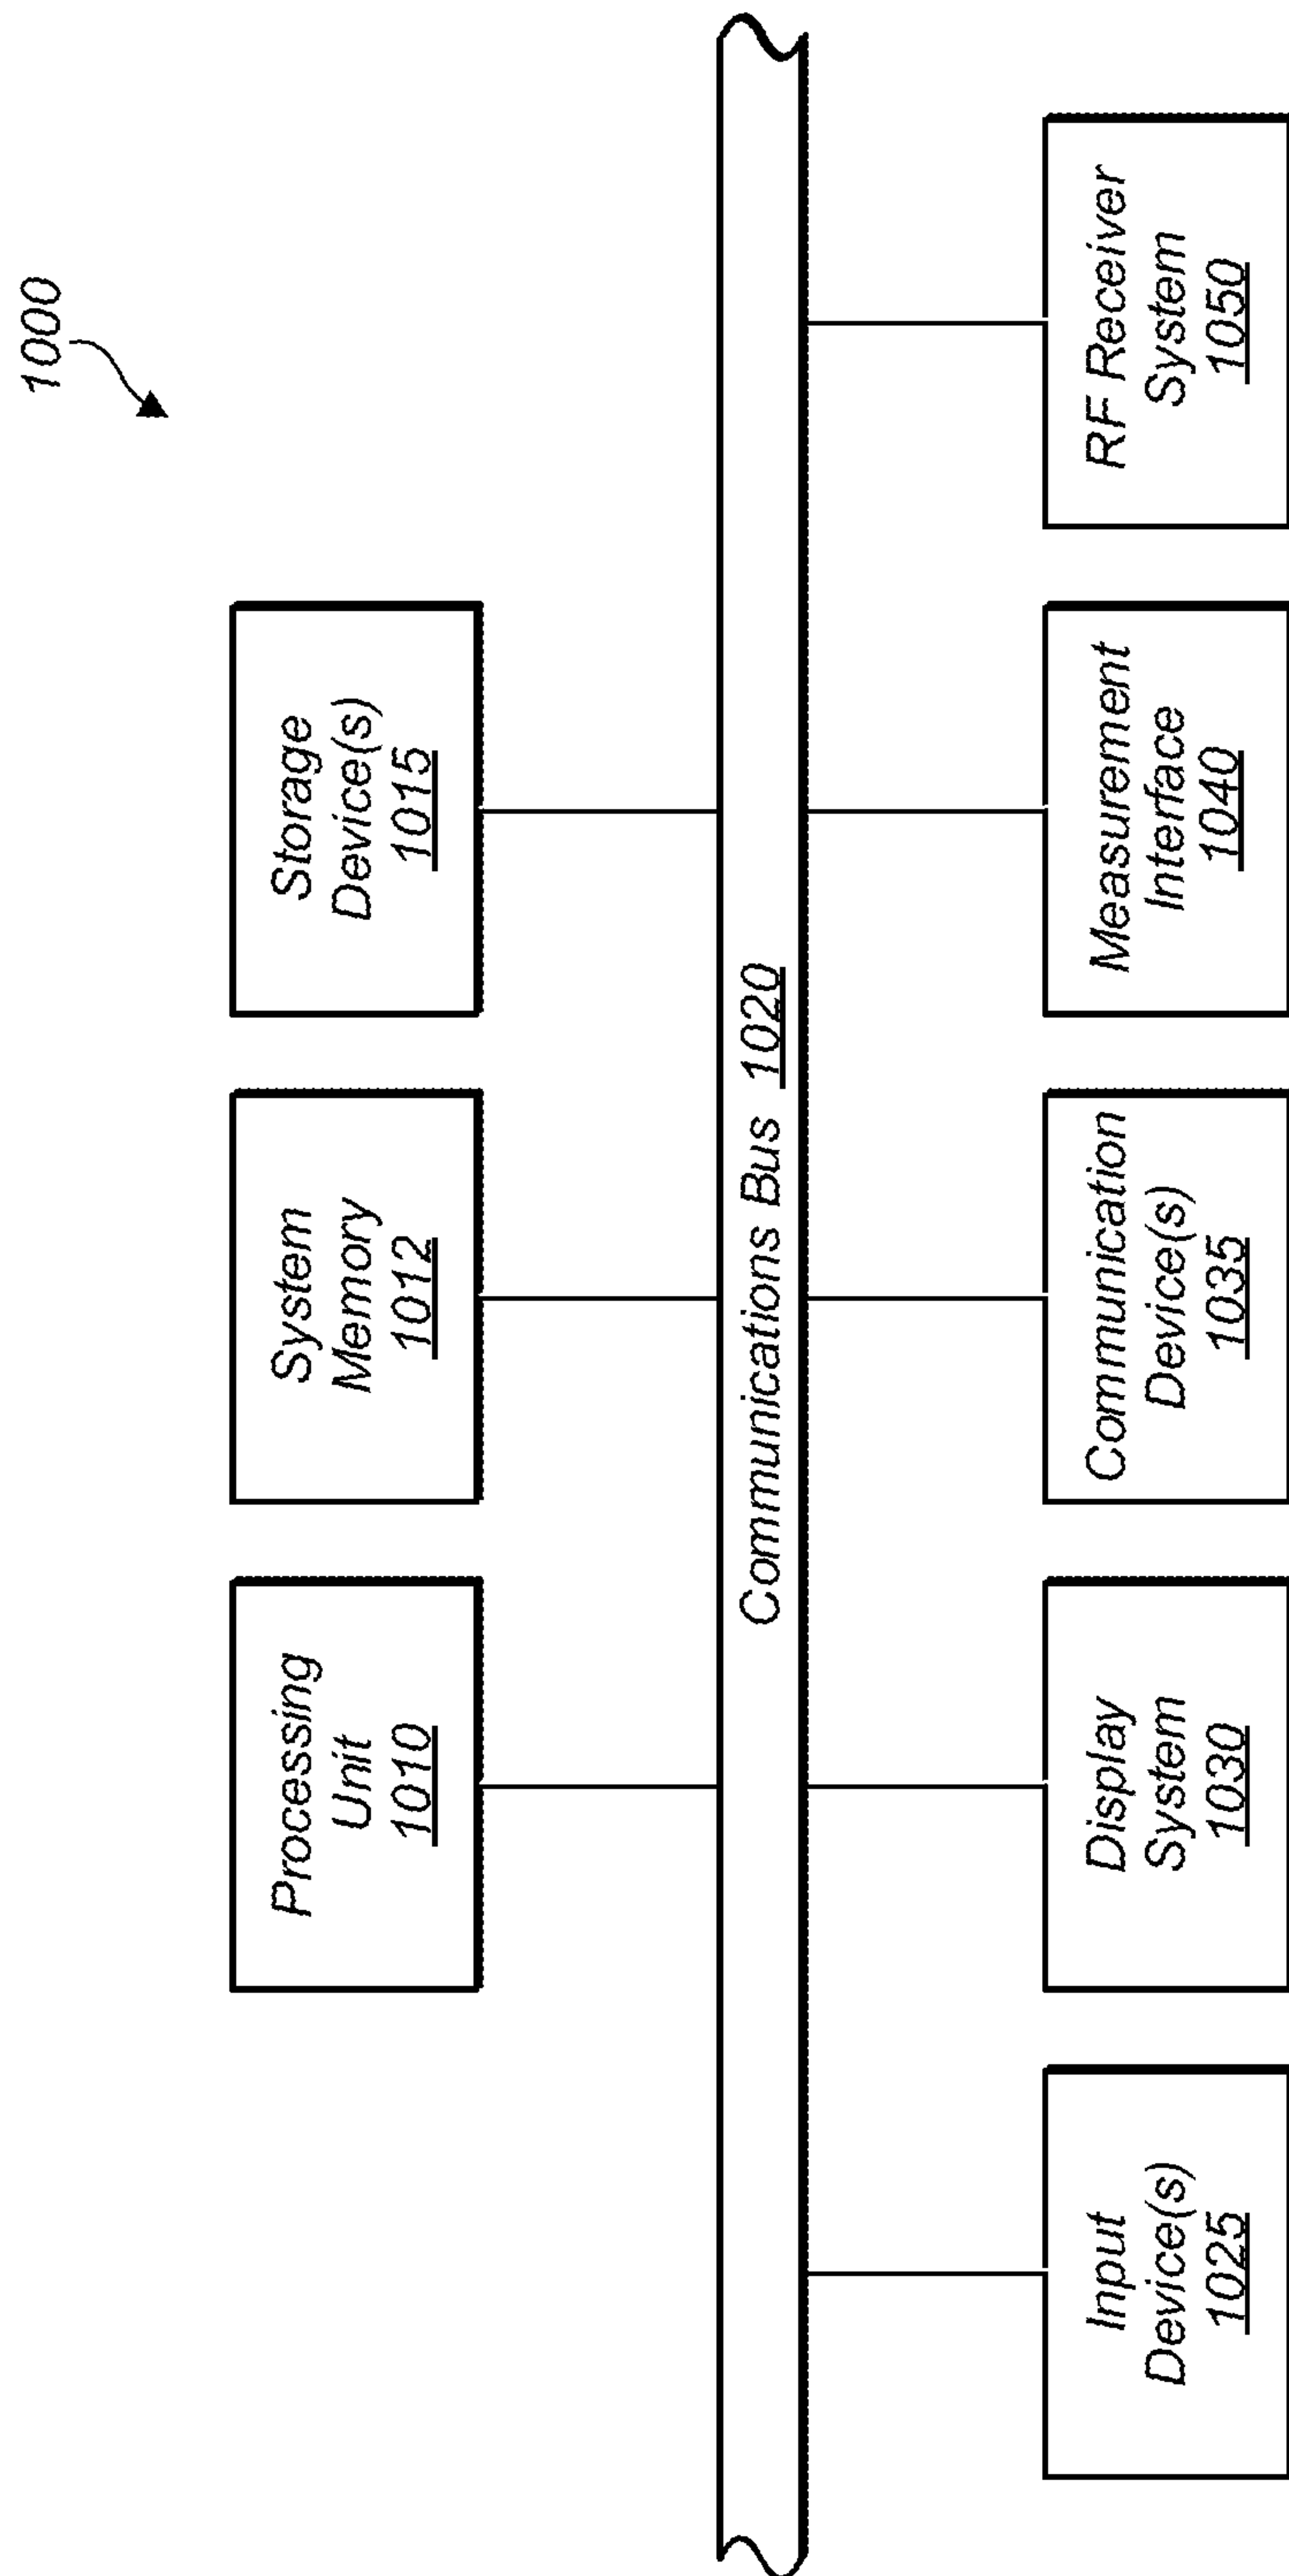 1000
Processing
Unit
1010
System
Memory
1012
Storage
Device(s)
1015
Communications Bus 1020
Input
Device(s)
1025
Display
System
1030
Communication
Device(s)
1035
Measurement
Interface
1040
RF Receiver
System
1050